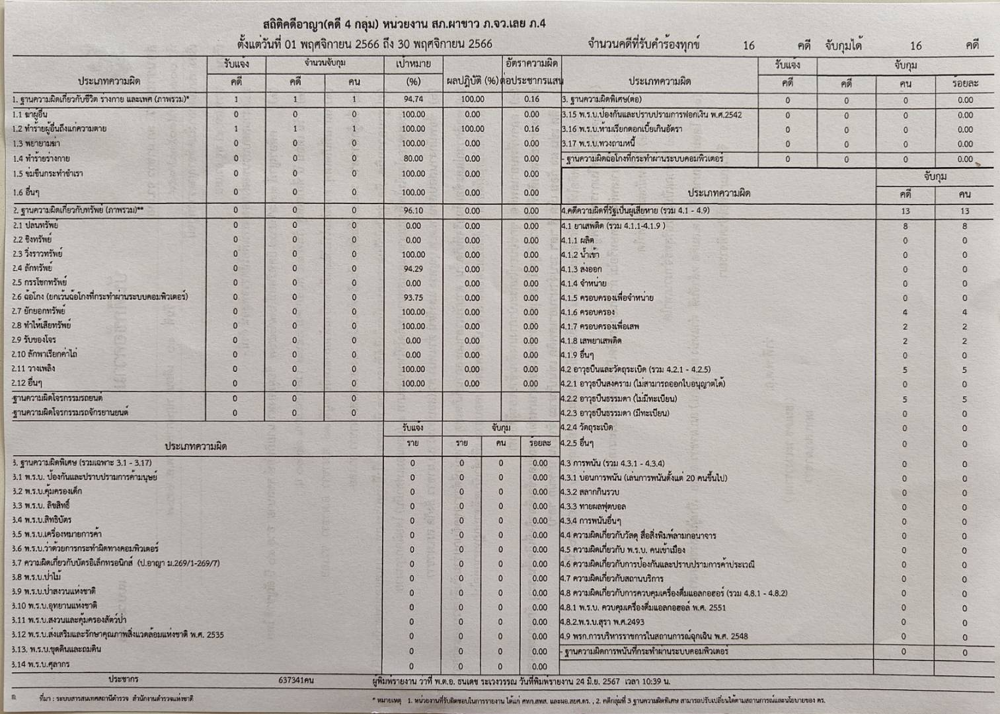 สถิติคดีอาญา(คดี 4 กลุ่ม) หน่วยงาน สภ.ผาขาว ภ.จว.เลย ภ.4
ตั้งแต่วันที่ 01 พฤศจิกายน 2566 ถึง 30 พฤศจิกายน 2566
จำนวนคดีที่รับคำร้องทุกข์ 16 คดี จับกุมได้ 16 คดี
ประเภทความผิด รับแจ้ง จำนวนจับกุม เป้าหมาย ผลปฏิบัติ (%) อัตราความผิด
คดี คดี คน (%) ต่อประชากรแสน
1. ฐานความผิดเกี่ยวกับชีวิต ร่างกาย และเพศ (ภาพรวม)* 1 1 1 94.74 100.00 0.16
1.1 ฆ่าผู้อื่น 0 0 0 100.00 0.00 0.00
1.2 ทำร้ายผู้อื่นถึงแก่ความตาย 1 1 1 100.00 100.00 0.16
1.3 พยายามฆ่า 0 0 0 100.00 0.00 0.00
1.4 ทำร้ายร่างกาย 0 0 0 80.00 0.00 0.00
1.5 ข่มขืนกระทำชำเรา 0 0 0 100.00 0.00 0.00
1.6 อื่นๆ 0 0 0 100.00 0.00 0.00
2. ฐานความผิดเกี่ยวกับทรัพย์ (ภาพรวม)** 0 0 0 96.10 0.00 0.00
2.1 ปล้นทรัพย์ 0 0 0 0.00 0.00 0.00
2.2 ชิงทรัพย์ 0 0 0 0.00 0.00 0.00
2.3 วิ่งราวทรัพย์ 0 0 0 100.00 0.00 0.00
2.4 ลักทรัพย์ 0 0 0 94.29 0.00 0.00
2.5 กรรโชกทรัพย์ 0 0 0 0.00 0.00 0.00
2.6 ฉ้อโกง (ยกเว้นฉ้อโกงที่กระทำผ่านระบบคอมพิวเตอร์) 0 0 0 93.75 0.00 0.00
2.7 ยักยอกทรัพย์ 0 0 0 100.00 0.00 0.00
2.8 ทำให้เสียทรัพย์ 0 0 0 100.00 0.00 0.00
2.9 รับของโจร 0 0 0 0.00 0.00 0.00
2.10 ลักพาเรียกค่าไถ่ 0 0 0 0.00 0.00 0.00
2.11 วางเพลิง 0 0 0 100.00 0.00 0.00
2.12 อื่นๆ 0 0 0 100.00 0.00 0.00
-ฐานความผิดโจรกรรมรถยนต์ 0 0 0
-ฐานความผิดโจรกรรมรถจักรยานยนต์ 0 0 0
ประเภทความผิด รับแจ้ง จับกุม
ราย ราย คน ร้อยละ
3. ฐานความผิดพิเศษ (รวมเฉพาะ 3.1 - 3.17) 0 0 0 0.00
3.1 พ.ร.บ. ป้องกันและปราบปรามการค้ามนุษย์ 0 0 0 0.00
3.2 พ.ร.บ.คุ้มครองเด็ก 0 0 0 0.00
3.3 พ.ร.บ. ลิขสิทธิ์ 0 0 0 0.00
3.4 พ.ร.บ.สิทธิบัตร 0 0 0 0.00
3.5 พ.ร.บ.เครื่องหมายการค้า 0 0 0 0.00
3.6 พ.ร.บ.ว่าด้วยการกระทำผิดทางคอมพิวเตอร์ 0 0 0 0.00
3.7 ความผิดเกี่ยวกับบัตรอิเล็กทรอนิกส์ (ป.อาญา ม.269/1-269/7) 0 0 0 0.00
3.8 พ.ร.บ.ป่าไม้ 0 0 0 0.00
3.9 พ.ร.บ.ป่าสงวนแห่งชาติ 0 0 0 0.00
3.10 พ.ร.บ.อุทยานแห่งชาติ 0 0 0 0.00
3.11 พ.ร.บ.สงวนและคุ้มครองสัตว์ป่า 0 0 0 0.00
3.12 พ.ร.บ.ส่งเสริมและรักษาคุณภาพสิ่งแวดล้อมแห่งชาติ พ.ศ. 2535 0 0 0 0.00
3.13. พ.ร.บ.ขุดดินและถมดิน 0 0 0 0.00
3.14 พ.ร.บ.ศุลากร 0 0 0 0.00
ประเภทความผิด รับแจ้ง จับกุม
คดี คดี คน ร้อยละ
3. ฐานความผิดพิเศษ(ต่อ) 0 0 0 0.00
3.15 พ.ร.บ.ป้องกันและปราบปรามการฟอกเงิน พ.ศ.2542 0 0 0 0.00
3.16 พ.ร.บ.ห้ามเรียกดอกเบี้ยเกินอัตรา 0 0 0 0.00
3.17 พ.ร.บ.ทวงถามหนี้ 0 0 0 0.00
- ฐานความผิดฉ้อโกงที่กระทำผ่านระบบคอมพิวเตอร์ 0 0 0 0.00
ประเภทความผิด จับกุม
คดี คน
4.คดีความผิดที่รัฐเป็นผู้เสียหาย (รวม 4.1 - 4.9) 13 13
4.1 ยาเสพติด (รวม 4.1.1-4.1.9 ) 8 8
4.1.1 ผลิต 0 0
4.1.2 นำเข้า 0 0
4.1.3 ส่งออก 0 0
4.1.4 จำหน่าย 0 0
4.1.5 ครอบครองเพื่อจำหน่าย 0 0
4.1.6 ครอบครอง 4 4
4.1.7 ครอบครองเพื่อเสพ 2 2
4.1.8 เสพยาเสพติด 2 2
4.1.9 อื่นๆ 0 0
4.2 อาวุธปืนและวัตถุระเบิด (รวม 4.2.1 - 4.2.5) 5 5
4.2.1 อาวุธปืนสงคราม (ไม่สามารถออกใบอนุญาตได้) 0 0
4.2.2 อาวุธปืนธรรมดา (ไม่มีทะเบียน) 5 5
4.2.3 อาวุธปืนธรรมดา (มีทะเบียน) 0 0
4.2.4 วัตถุระเบิด 0 0
4.2.5 อื่นๆ 0 0
4.3 การพนัน (รวม 4.3.1 - 4.3.4) 0 0
4.3.1 บ่อนการพนัน (เล่นการพนันตั้งแต่ 20 คนขึ้นไป) 0 0
4.3.2 สลากกินรวบ 0 0
4.3.3 ทายผลฟุตบอล 0 0
4.3.4 การพนันอื่นๆ 0 0
4.4 ความผิดเกี่ยวกับวัสดุ สื่อสิ่งพิมพ์ลามกอนาจาร 0 0
4.5 ความผิดเกี่ยวกับ พ.ร.บ. คนเข้าเมือง 0 0
4.6 ความผิดเกี่ยวกับการป้องกันและปราบปรามการค้าประเวณี 0 0
4.7 ความผิดเกี่ยวกับสถานบริการ 0 0
4.8 ความผิดเกี่ยวกับการควบคุมเครื่องดื่มแอลกอฮอร์ (รวม 4.8.1 - 4.8.2) 0 0
4.8.1 พ.ร.บ. ควบคุมเครื่องดื่มแอลกอฮอล์ พ.ศ. 2551 0 0
4.8.2.พ.ร.บ.สุรา พ.ศ.2493 0 0
4.9 พรก.การบริหารราชการในสถานการณ์ฉุกเฉิน พ.ศ. 2548 0 0
- ฐานความผิดการพนันที่กระทำผ่านระบบคอมพิวเตอร์ 0 0
ประชากร 637341คน ผู้พิมพ์รายงาน ว่าที่ พ.ต.อ. ธนเดช ระเวงวรรณ วันที่พิมพ์รายงาน 24 มิ.ย. 2567 เวลา 10:39 น.
ที่มา : ระบบสารสนเทศสถานีตำรวจ สำนักงานตำรวจแห่งชาติ
* หมายเหตุ 1. หน่วยงานที่รับผิดชอบในการรายงาน ได้แก่ ศทก.สทส. และผอ.สยศ.ตร. , 2. คดีกลุ่มที่ 3 ฐานความผิดพิเศษ สามารถปรับเปลี่ยนได้ตามสถานการณ์และนโยบายของ ตร.